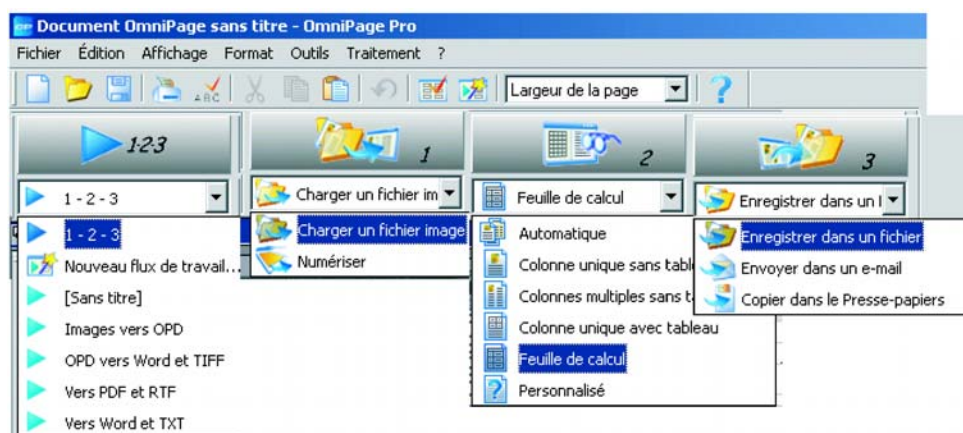 Document OmniPage sans titre - OmniPage Pro
Fichier Édition Affichage Format Outils Traitement ?
ABC Largeur de la page ?
1-2-3 1 2 3
1 - 2 - 3 Charger un fichier im Feuille de calcul Enregistrer dans un
1 - 2 - 3 Charger un fichier image Automatique Enregistrer dans un fichier
Nouveau flux de travail... Numériser Colonne unique sans Envoyer dans un e-mail
[Sans titre] Colonnes multiples sans Copier dans le Presse-papiers
Images vers OPD Colonne unique avec tableau
OPD vers Word et TIFF Feuille de calcul
Vers PDF et RTF ? Personnalisé
Vers Word et TXT